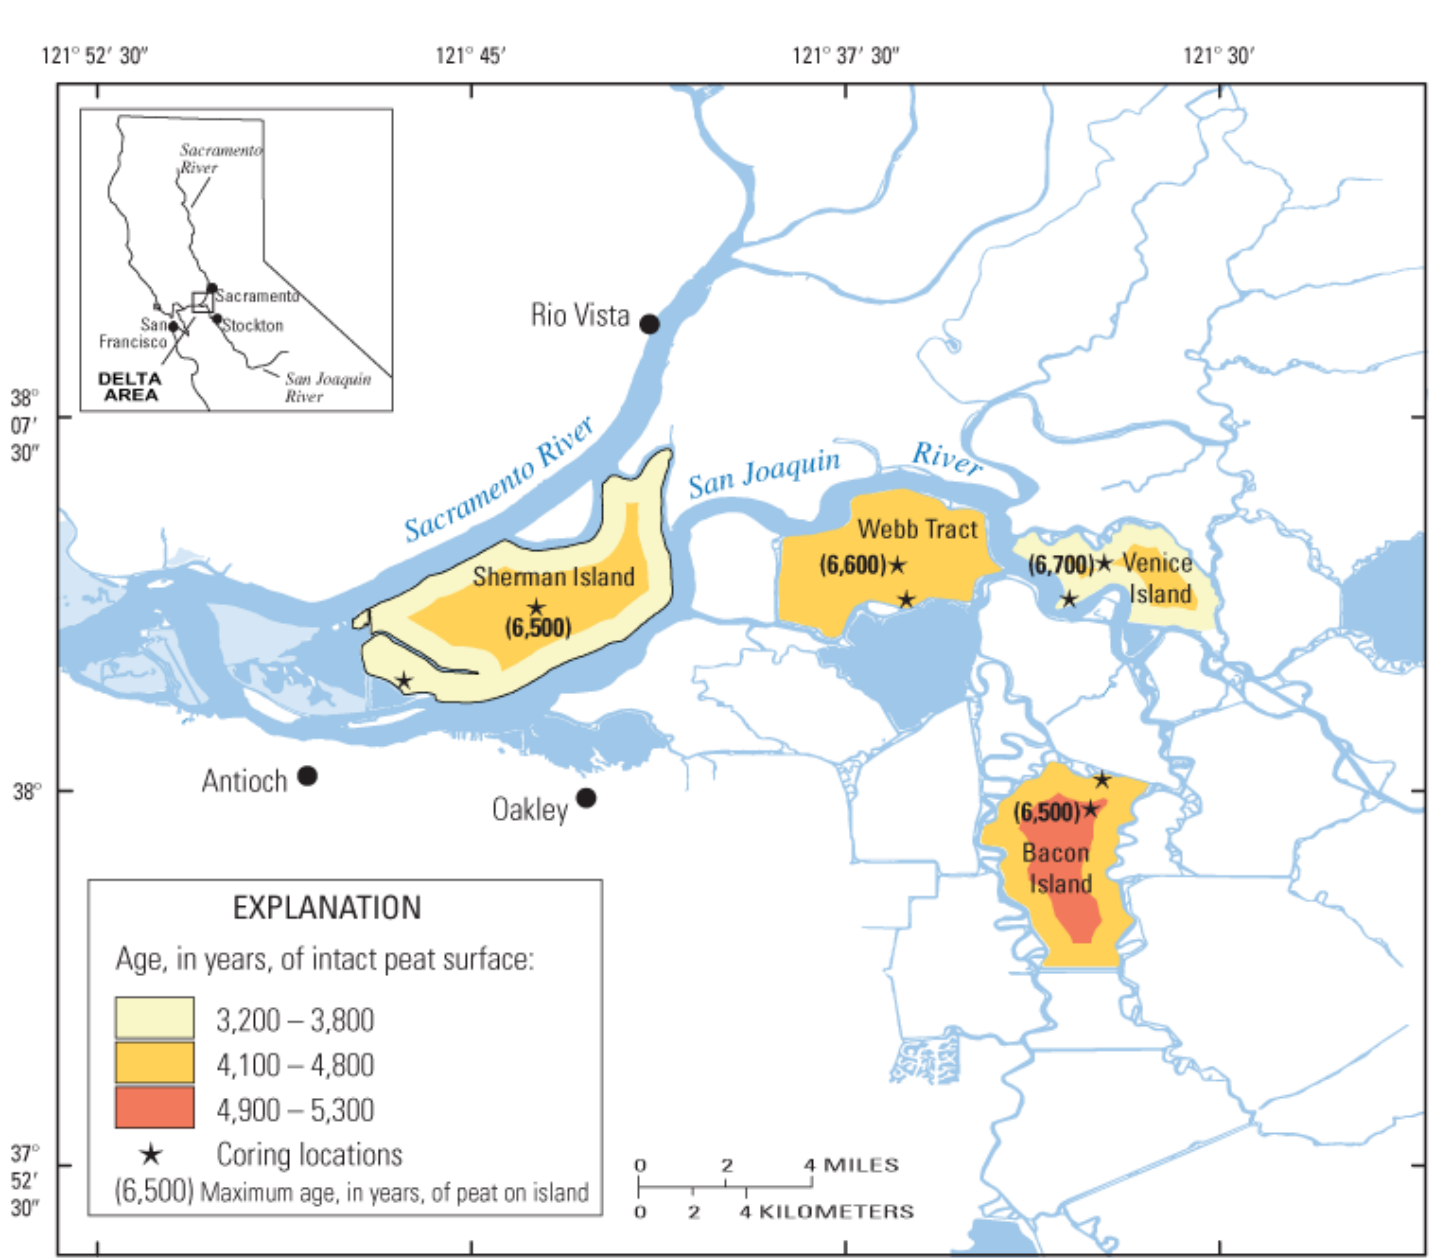 121° 52′ 30″
121° 45′
121° 37′ 30″
121° 30′
Sacramento
River
Sacramento
San
Francisco
Stockton
DELTA
AREA
San Joaquin
River
Rio Vista
38°
07′
30″
Sacramento River
San Joaquin River
Webb Tract
(6,600)
(6,700)
Venice
Island
Sherman Island
(6,500)
Antioch
Oakley
38°
(6,500)
Bacon
Island
EXPLANATION
Age, in years, of intact peat surface:
3,200 – 3,800
4,100 – 4,800
4,900 – 5,300
Coring locations
(6,500) Maximum age, in years, of peat on island
37°
52′
30″
0 2 4 MILES
0 2 4 KILOMETERS